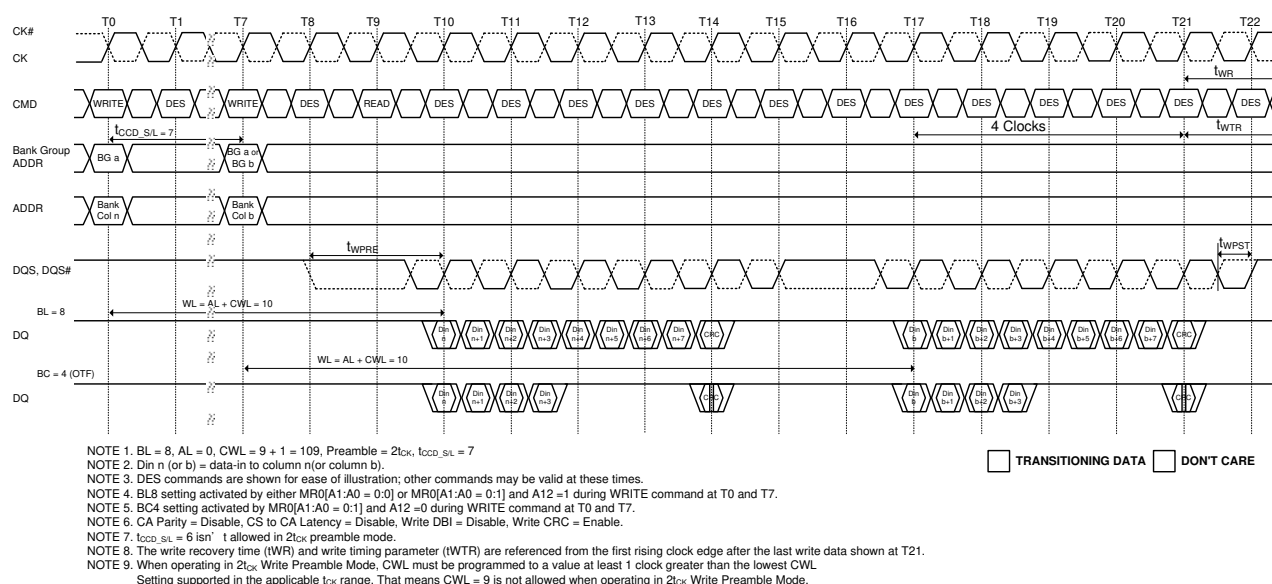 T0 T1 T7 T8 T9 T10 T11 T12 T13 T14 T15 T16 T17 T18 T19 T20 T21 T22
CK#
CK
tWR
CMD WRITE DES WRITE DES READ DES DES DES DES DES DES DES DES DES DES DES DES DES
tCCD_S/L = 7
4 Clocks
tWTR
Bank Group
ADDR
BG a
BG a or
BG b
ADDR
Bank
Col n
Bank
Col b
tWPRE
tWPST
DQS, DQS#
WL = AL + CWL = 10
BL = 8
DQ
Din n Din n+1 Din n+2 Din n+3 Din n+4 Din n+5 Din n+6 Din n+7 CRC Din b Din b+1 Din b+2 Din b+3 Din b+4 Din b+5 Din b+6 Din b+7 CRC
WL = AL + CWL = 10
BC = 4 (OTF)
DQ
Din n Din n+1 Din n+2 Din n+3 CRC Din b Din b+1 Din b+2 Din b+3 CRC
NOTE 1. BL = 8, AL = 0, CWL = 9 + 1 = 109, Preamble = 2tCK, tCCD_S/L = 7
NOTE 2. Din n (or b) = data-in to column n(or column b).
NOTE 3. DES commands are shown for ease of illustration; other commands may be valid at these times.
NOTE 4. BL8 setting activated by either MR0[A1:A0 = 0:0] or MR0[A1:A0 = 0:1] and A12 =1 during WRITE command at T0 and T7.
NOTE 5. BC4 setting activated by MR0[A1:A0 = 0:1] and A12 =0 during WRITE command at T0 and T7.
NOTE 6. CA Parity = Disable, CS to CA Latency = Disable, Write DBI = Disable, Write CRC = Enable.
NOTE 7. tCCD_S/L = 6 isn' t allowed in 2tCK preamble mode.
NOTE 8. The write recovery time (tWR) and write timing parameter (tWTR) are referenced from the first rising clock edge after the last write data shown at T21.
NOTE 9. When operating in 2tCK Write Preamble Mode, CWL must be programmed to a value at least 1 clock greater than the lowest CWL
Setting supported in the applicable tCK range. That means CWL = 9 is not allowed when operating in 2tCK Write Preamble Mode.
TRANSITIONING DATA
DON'T CARE